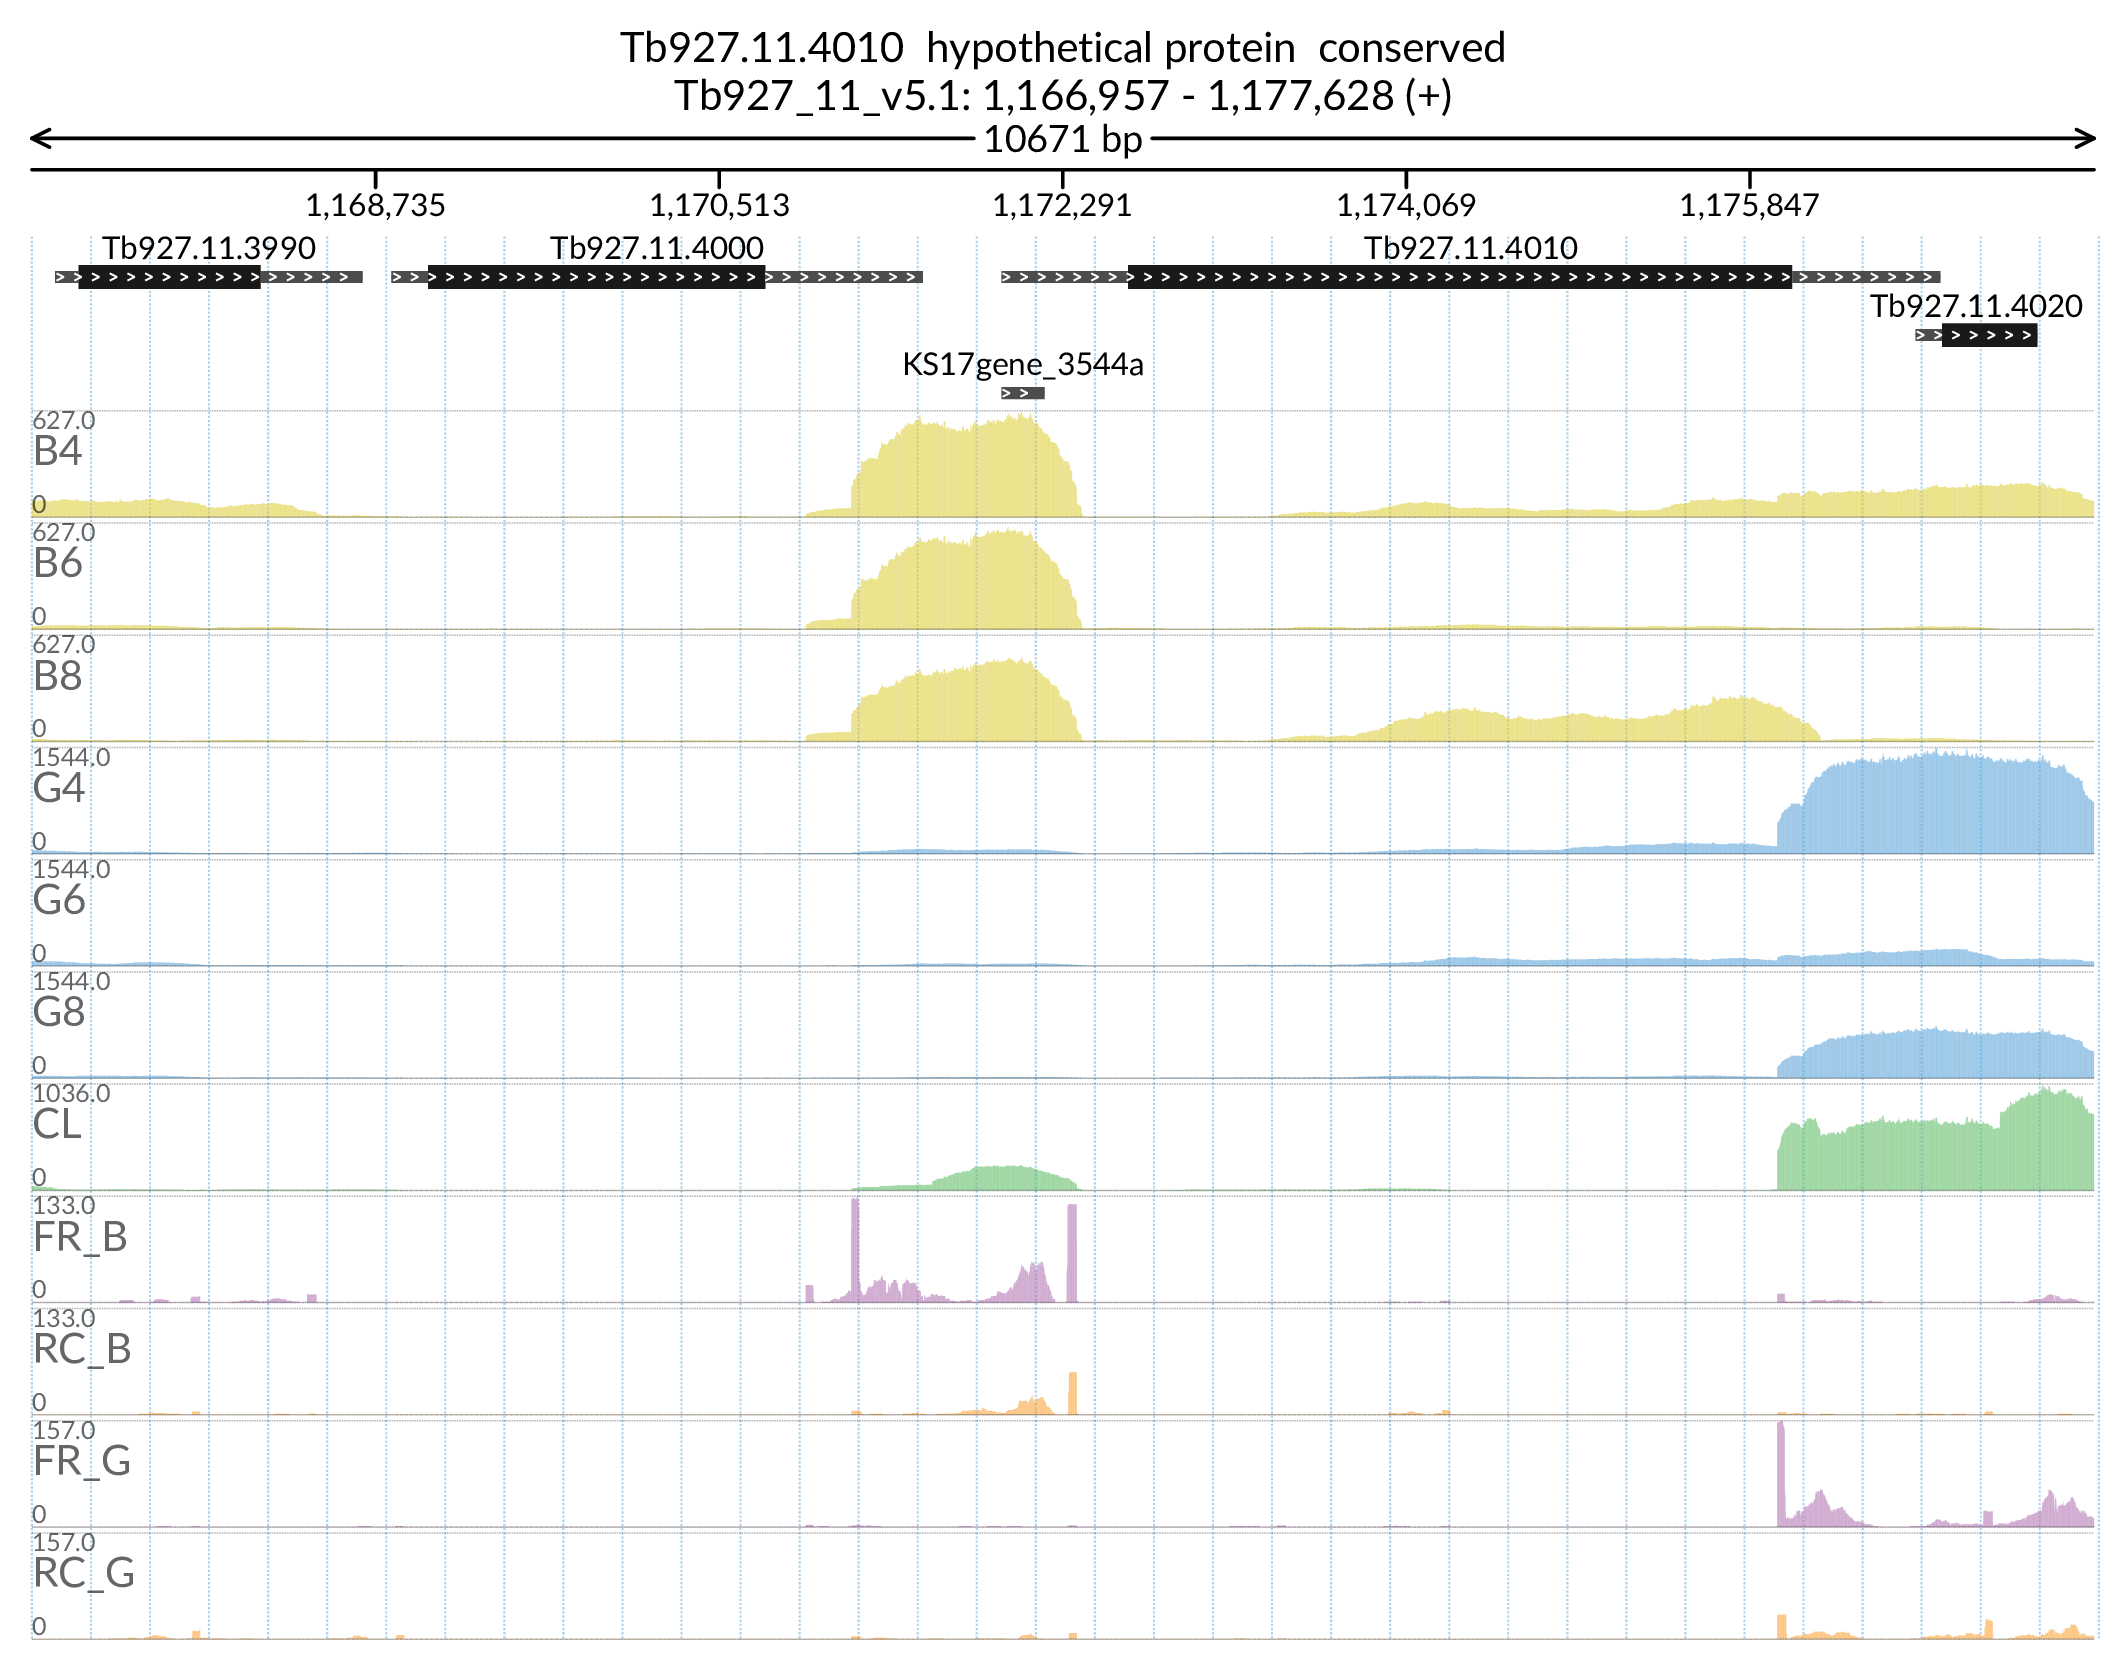 Tb927.11.4010  hypothetical protein  conserved
Tb927_11_v5.1: 1,166,957 - 1,177,628 (+)
10671 bp
1,168,735 1,170,513 1,172,291 1,174,069 1,175,847
Tb927.11.3990 Tb927.11.4000 Tb927.11.4010
Tb927.11.4020
KS17gene_3544a
627.0
B4
0
627.0
B6
0
627.0
B8
0
1544.0
G4
0
1544.0
G6
0
1544.0
G8
0
1036.0
CL
0
133.0
FR_B
0
133.0
RC_B
0
157.0
FR_G
0
157.0
RC_G
0